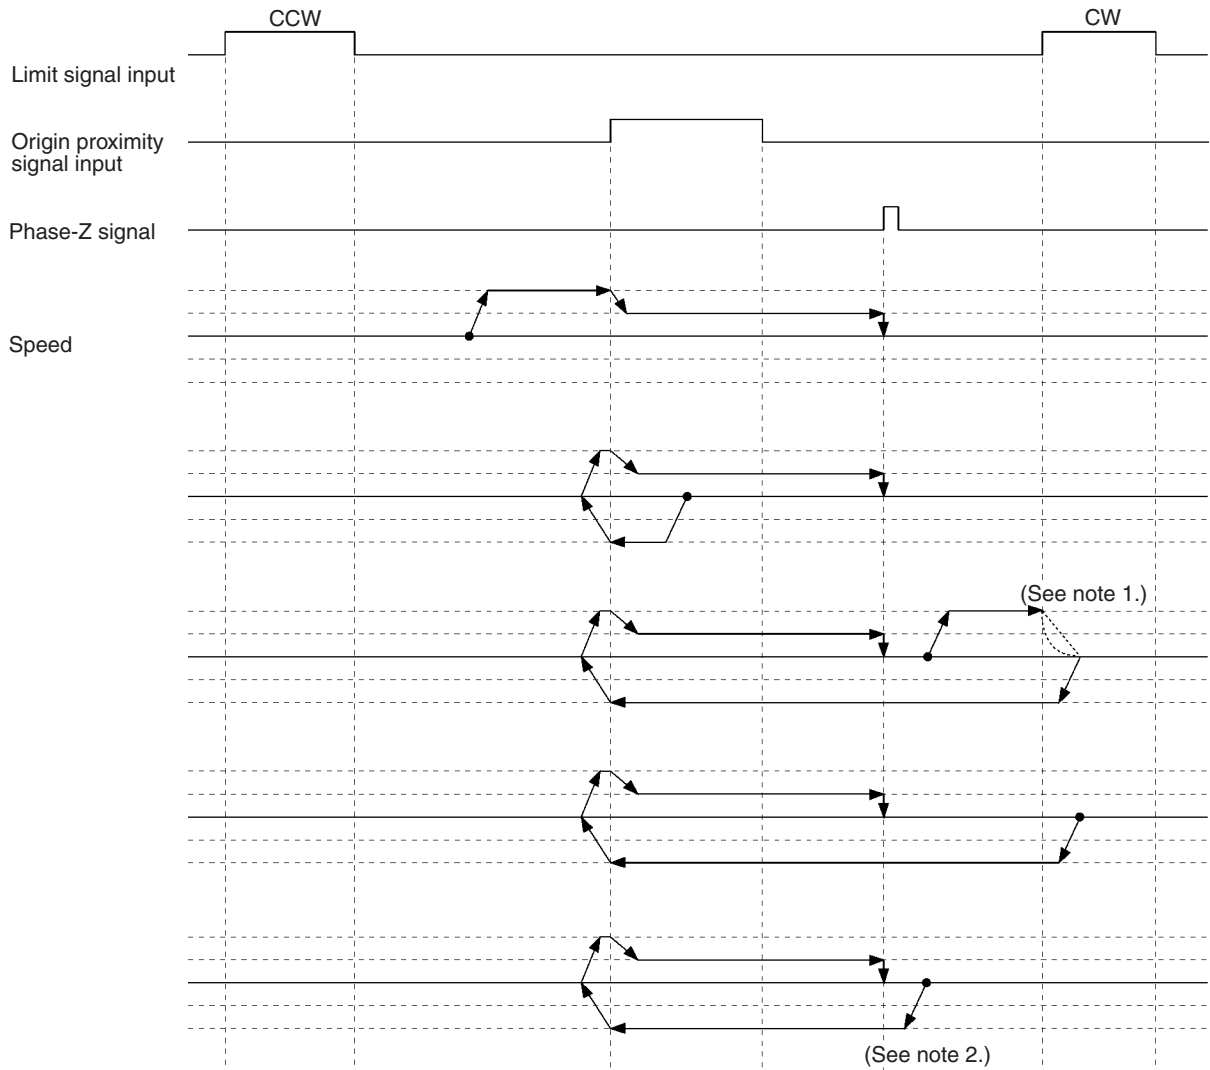 CCW
CW
Limit signal input
Origin proximity
signal input
Phase-Z signal
Speed
(See note 1.)
(See note 2.)